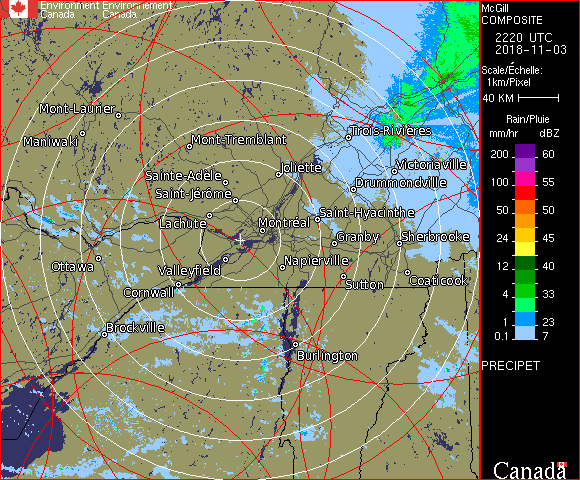 Environment Environnement
Canada Canada
Mont-Laurier
Maniwaki
Mont-Tremblant
Trois-Rivières
Sainte-Adèle
Joliette
Victoriaville
Saint-Jérôme
Drummondville
Lachute
Montréal
Saint-Hyacinthe
Granby
Sherbrooke
Ottawa
Valleyfield
Napierville
Cornwall
Sutton
Coaticook
Brockville
Burlington
McGill
COMPOSITE
2220 UTC
2018-11-03
Scale/Échelle:
1km/Pixel
40 KM
Rain/Pluie
mm/hr dBZ
200 60
55
100 55
50 50
24 45
12 40
4 33
1 23
0.1 7
PRECIPET
Canada